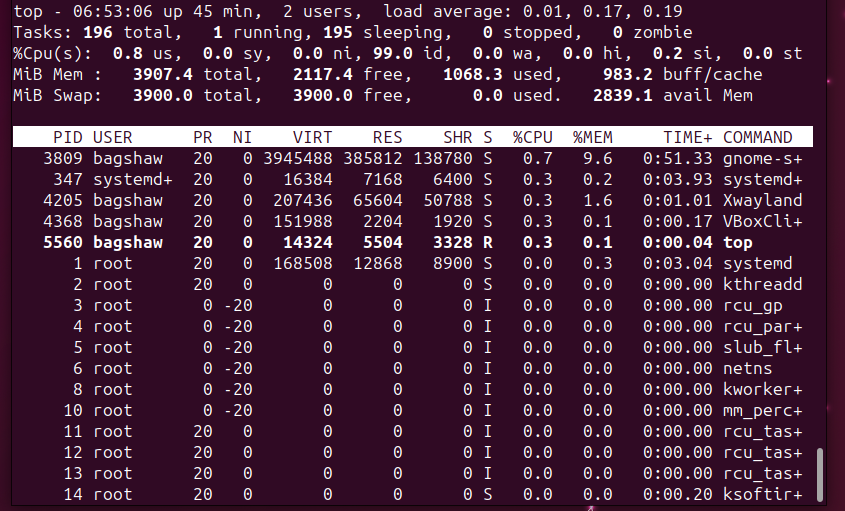 top - 06:53:06 up 45 min,  2 users,  load average: 0.01, 0.17, 0.19
Tasks: 196 total,   1 running, 195 sleeping,   0 stopped,   0 zombie
%Cpu(s):  0.8 us,  0.0 sy,  0.0 ni, 99.0 id,  0.0 wa,  0.0 hi,  0.2 si,  0.0 st
MiB Mem :   3907.4 total,   2117.4 free,   1068.3 used,    983.2 buff/cache
MiB Swap:   3900.0 total,   3900.0 free,      0.0 used.   2839.1 avail Mem
    PID USER      PR  NI    VIRT    RES    SHR S  %CPU  %MEM     TIME+ COMMAND
   3809 bagshaw   20   0 3945488 385812 138780 S   0.7   9.6   0:51.33 gnome-s+
    347 systemd+  20   0   16384   7168   6400 S   0.3   0.2   0:03.93 systemd+
   4205 bagshaw   20   0  207436  65604  50788 S   0.3   1.6   0:01.01 Xwayland
   4368 bagshaw   20   0  151988   2204   1920 S   0.3   0.1   0:00.17 VBoxCli+
   5560 bagshaw   20   0   14324   5504   3328 R   0.3   0.1   0:00.04 top
      1 root      20   0  168508  12868   8900 S   0.0   0.3   0:03.04 systemd
      2 root      20   0       0      0      0 S   0.0   0.0   0:00.00 kthreadd
      3 root       0 -20       0      0      0 I   0.0   0.0   0:00.00 rcu_gp
      4 root       0 -20       0      0      0 I   0.0   0.0   0:00.00 rcu_par+
      5 root       0 -20       0      0      0 I   0.0   0.0   0:00.00 slub_fl+
      6 root       0 -20       0      0      0 I   0.0   0.0   0:00.00 netns
      8 root       0 -20       0      0      0 I   0.0   0.0   0:00.00 kworker+
     10 root       0 -20       0      0      0 I   0.0   0.0   0:00.00 mm_perc+
     11 root      20   0       0      0      0 I   0.0   0.0   0:00.00 rcu_tas+
     12 root      20   0       0      0      0 I   0.0   0.0   0:00.00 rcu_tas+
     13 root      20   0       0      0      0 I   0.0   0.0   0:00.00 rcu_tas+
     14 root      20   0       0      0      0 S   0.0   0.0   0:00.20 ksoftir+